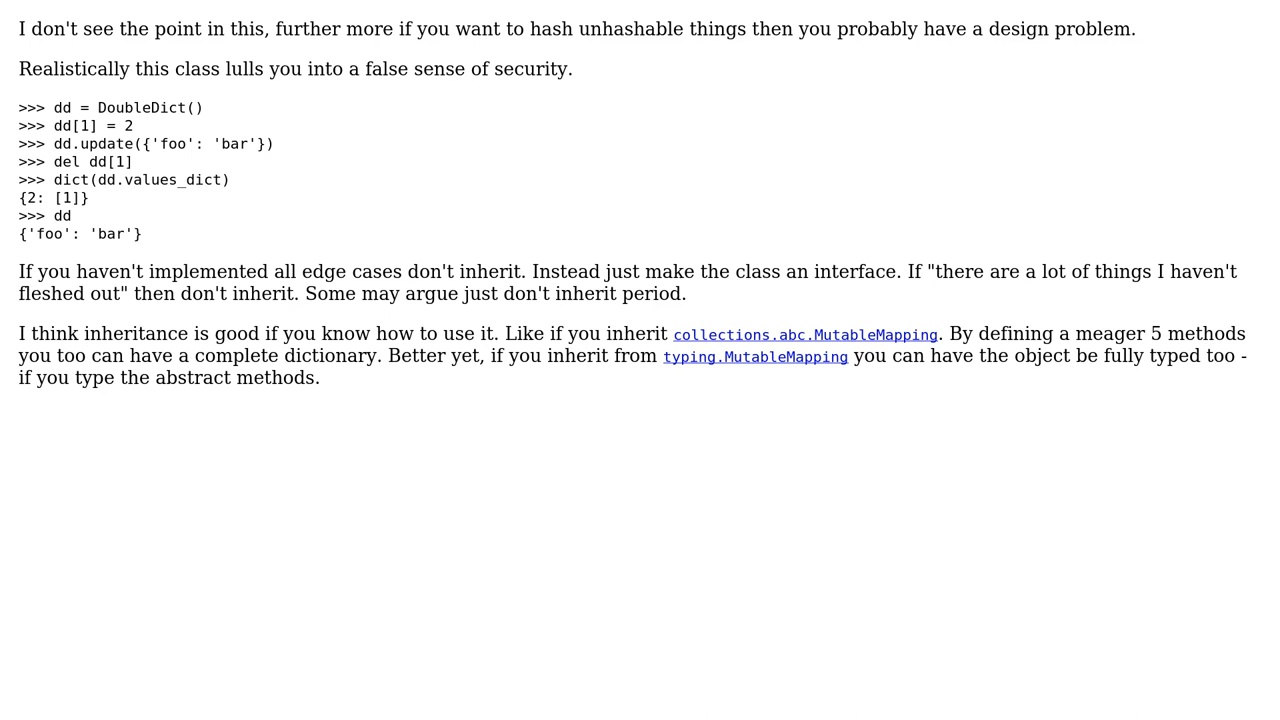 I don't see the point in this, further more if you want to hash unhashable things then you probably have a design problem.
Realistically this class lulls you into a false sense of security.
>>> dd = DoubleDict()
>>> dd[1] = 2
>>> dd.update({'foo': 'bar'})
>>> del dd[1]
>>> dict(dd.values_dict)
{2: [1]}
>>> dd
{'foo': 'bar'}
If you haven't implemented all edge cases don't inherit. Instead just make the class an interface. If "there are a lot of things I haven't
fleshed out" then don't inherit. Some may argue just don't inherit period.
I think inheritance is good if you know how to use it. Like if you inherit collections.abc.MutableMapping. By defining a meager 5 methods
you too can have a complete dictionary. Better yet, if you inherit from typing.MutableMapping you can have the object be fully typed too -
if you type the abstract methods.